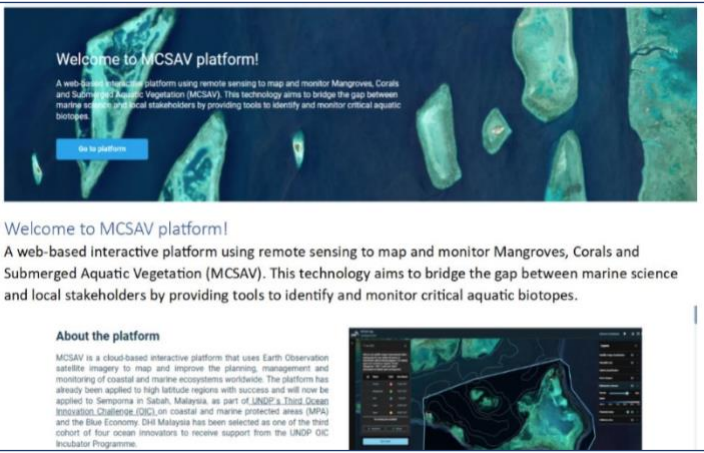 Welcome to MCSAV platform!
A web-based interactive platform using remote sensing to map and monitor Mangroves, Corals
and Submerged Aquatic Vegetation (MCSAV). This technology aims to bridge the gap between
marine science and local stakeholders by providing tools to identify and monitor critical aquatic
biotopes.
Go to platform
Welcome to MCSAV platform!
A web-based interactive platform using remote sensing to map and monitor Mangroves, Corals and
Submerged Aquatic Vegetation (MCSAV). This technology aims to bridge the gap between marine science
and local stakeholders by providing tools to identify and monitor critical aquatic biotopes.
About the platform
MCSAV is a cloud-based interactive platform that uses Earth Observation
satellite imagery to map and improve the planning, management and
monitoring of coastal and marine ecosystems worldwide. The platform has
already been applied to high latitude regions with success and will now be
applied to Semporna in Sabah, Malaysia, as part of UNDP's Third Ocean
Innovation Challenge (OIC) on coastal and marine protected areas (MPA)
and the Blue Economy. DHI Malaysia has been selected as one of the third
cohort of four ocean innovators to receive support from the UNDP OIC
Incubator Programme.